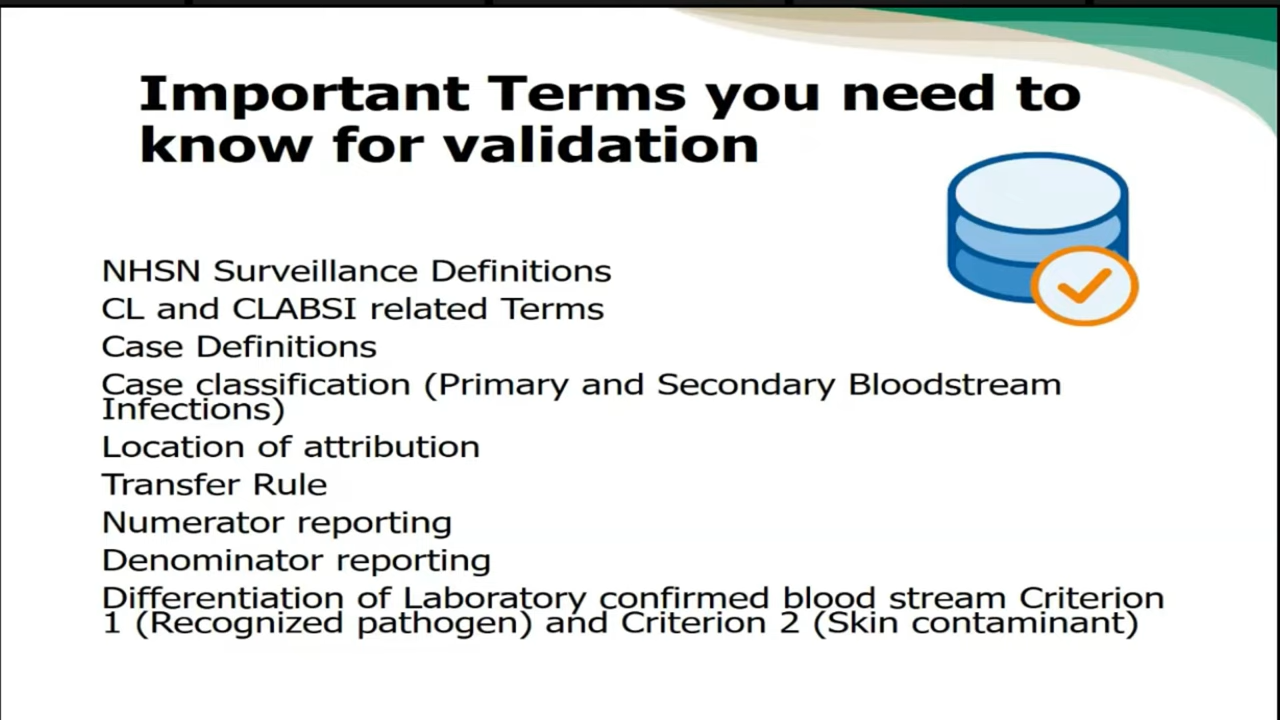 Important Terms you need to
know for validation
NHSN Surveillance Definitions
CL and CLABSI related Terms
Case Definitions
Case classification (Primary and Secondary Bloodstream
Infections)
Location of attribution
Transfer Rule
Numerator reporting
Denominator reporting
Differentiation of Laboratory confirmed blood stream Criterion
1 (Recognized pathogen) and Criterion 2 (Skin contaminant)